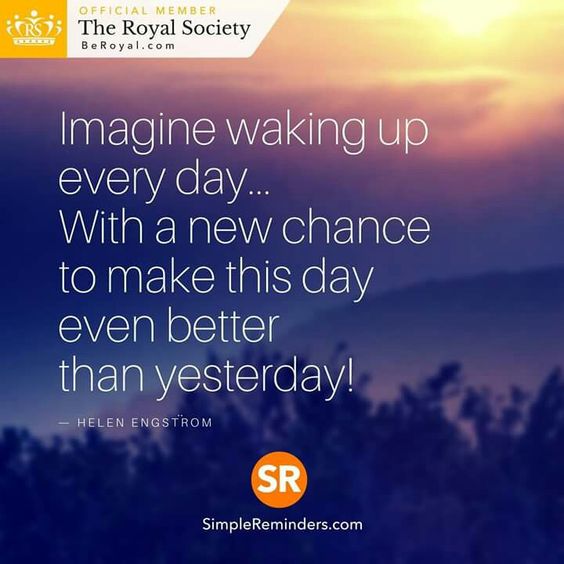 RS
OFFICIAL MEMBER
The Royal Society
BeRoyal.com
Imagine waking up
every day...
With a new chance
to make this day
even better
than yesterday!
— HELEN ENGSTRÖM
SR
SimpleReminders.com